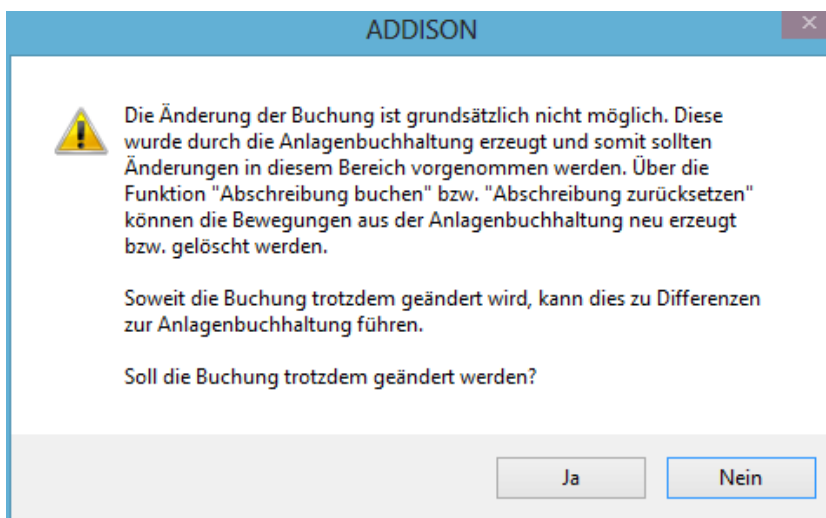 ADDISON
Die Änderung der Buchung ist grundsätzlich nicht möglich. Diese
wurde durch die Anlagenbuchhaltung erzeugt und somit sollten
Änderungen in diesem Bereich vorgenommen werden. Über die
Funktion "Abschreibung buchen" bzw. "Abschreibung zurücksetzen"
können die Bewegungen aus der Anlagenbuchhaltung neu erzeugt
bzw. gelöscht werden.
Soweit die Buchung trotzdem geändert wird, kann dies zu Differenzen
zur Anlagenbuchhaltung führen.
Soll die Buchung trotzdem geändert werden?
Ja
Nein